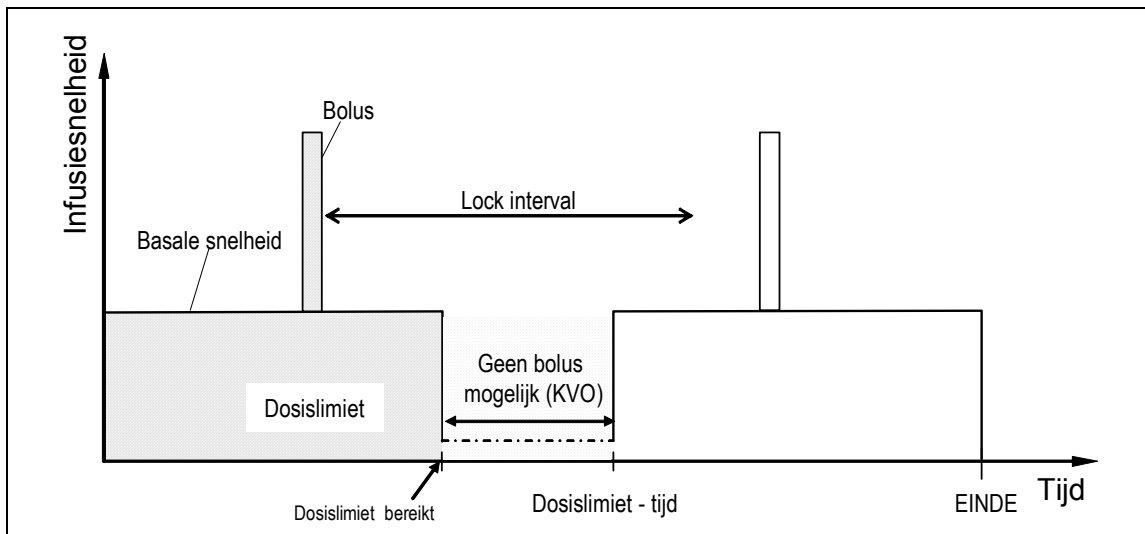 Infusiesnelheid
Bolus
Lock interval
Basale snelheid
Geen bolus
mogelijk (KVO)
Dosislimiet
Dosislimiet bereikt
Dosislimiet - tijd
EINDE
Tijd